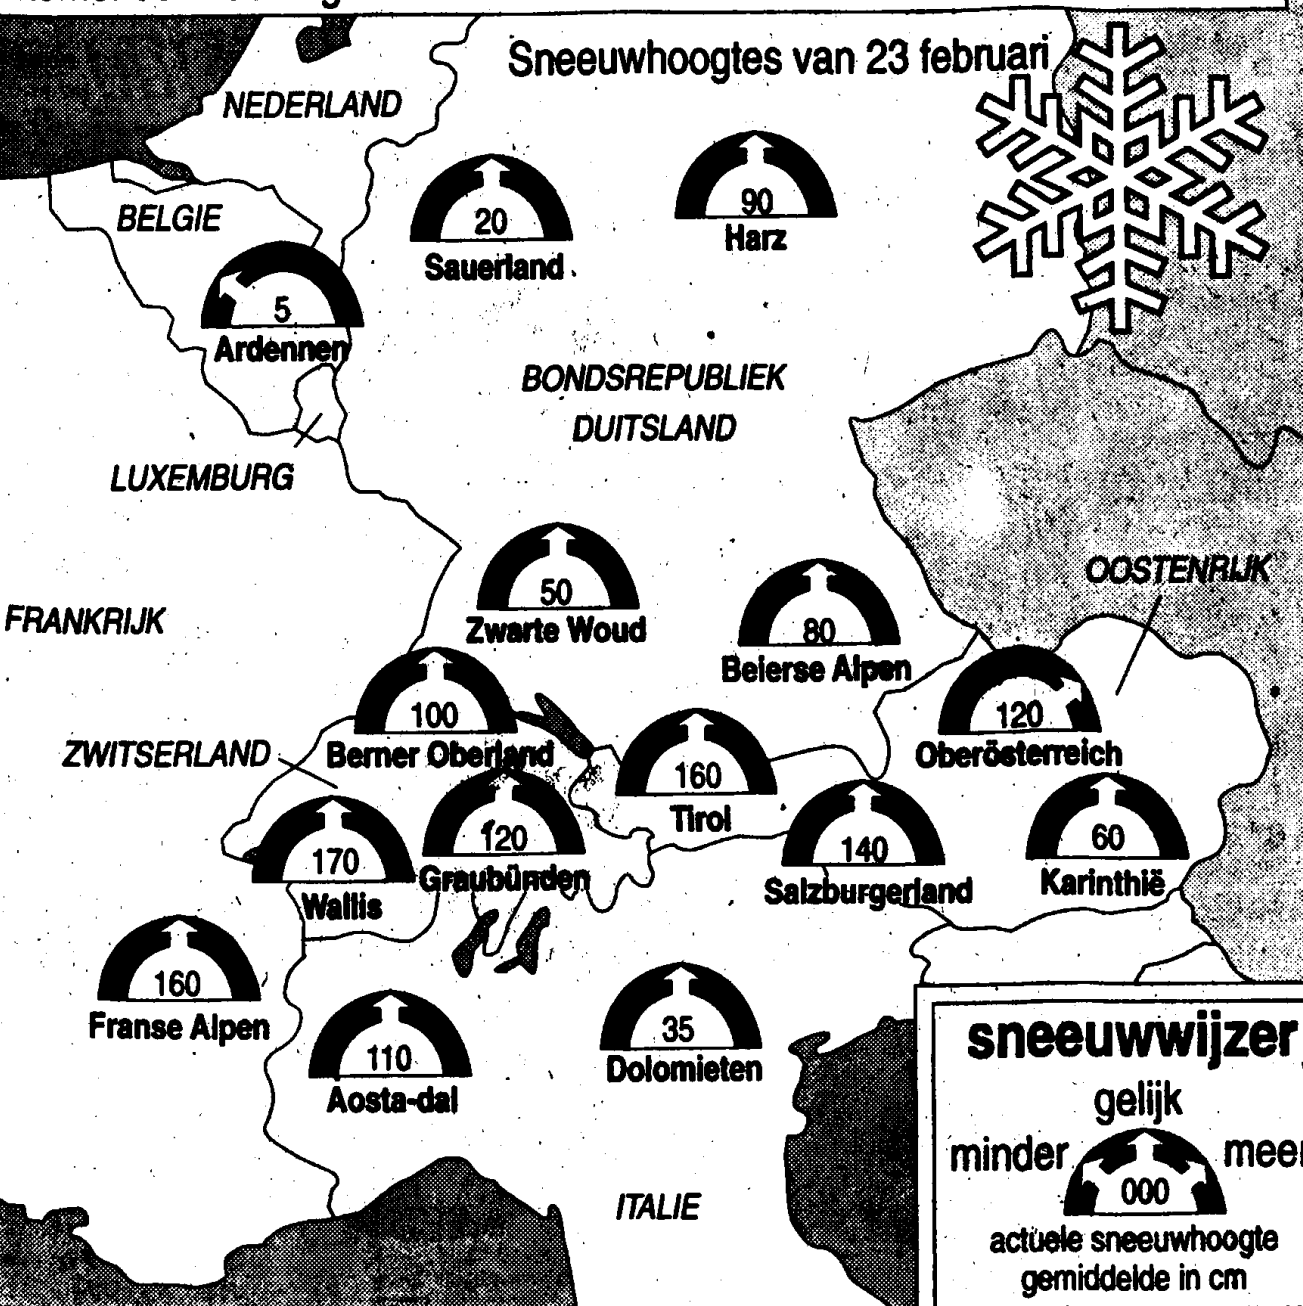 Sneeuwhoogtes van 23 februari
NEDERLAND
BELGIE
20
Sauerland
90
Harz
5
Ardennen
BONDSREPUBLIEK
DUITSLAND
LUXEMBURG
OOSTENRIJK
FRANKRIJK
50
Zwarte Woud
80
Beierse Alpen
100
Berner Oberland
ZWITSERLAND
120
Oberösterreich
160
Tirol
170
Wallis
120
Graubünden
140
Salzburgerland
60
Karinthië
160
Franse Alpen
110
Aosta-dal
35
Dolomieten
ITALIE
sneeuwwijzer
gelijk
minder meer
000
actuele sneeuwhoogte
gemiddelde in cm